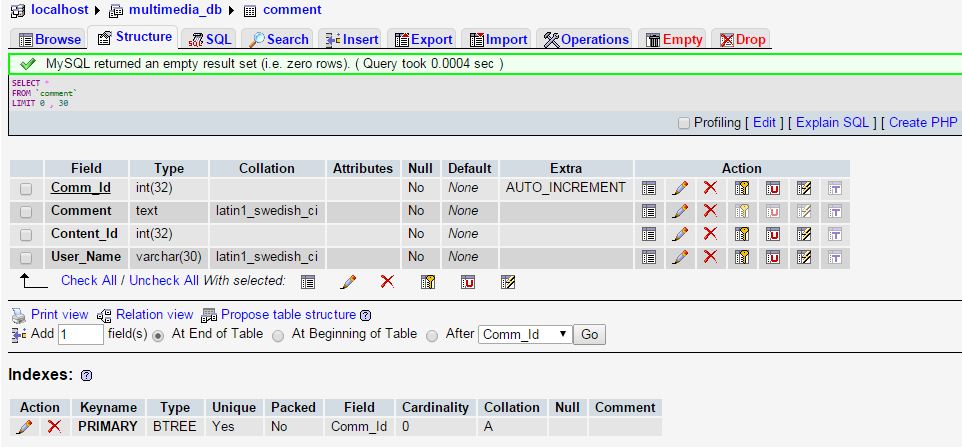 localhost multimedia_db comment
Browse Structure SQL Search Insert Export Import Operations Empty Drop
MySQL returned an empty result set (i.e. zero rows). ( Query took 0.0004 sec )
SELECT *
FROM `comment`
LIMIT 0 , 30
Profiling [ Edit ] [ Explain SQL ] [ Create PHP
Field Type Collation Attributes Null Default Extra Action
Comm_Id int(32) No None AUTO_INCREMENT
Comment text latin1_swedish_ci No None
Content_Id int(32) No None
User_Name varchar(30) latin1_swedish_ci No None
Check All / Uncheck All With selected:
Print view Relation view Propose table structure
Add 1 field(s) At End of Table At Beginning of Table After Comm_Id Go
Indexes:
Action Keyname Type Unique Packed Field Cardinality Collation Null Comment
PRIMARY BTREE Yes No Comm_Id 0 A